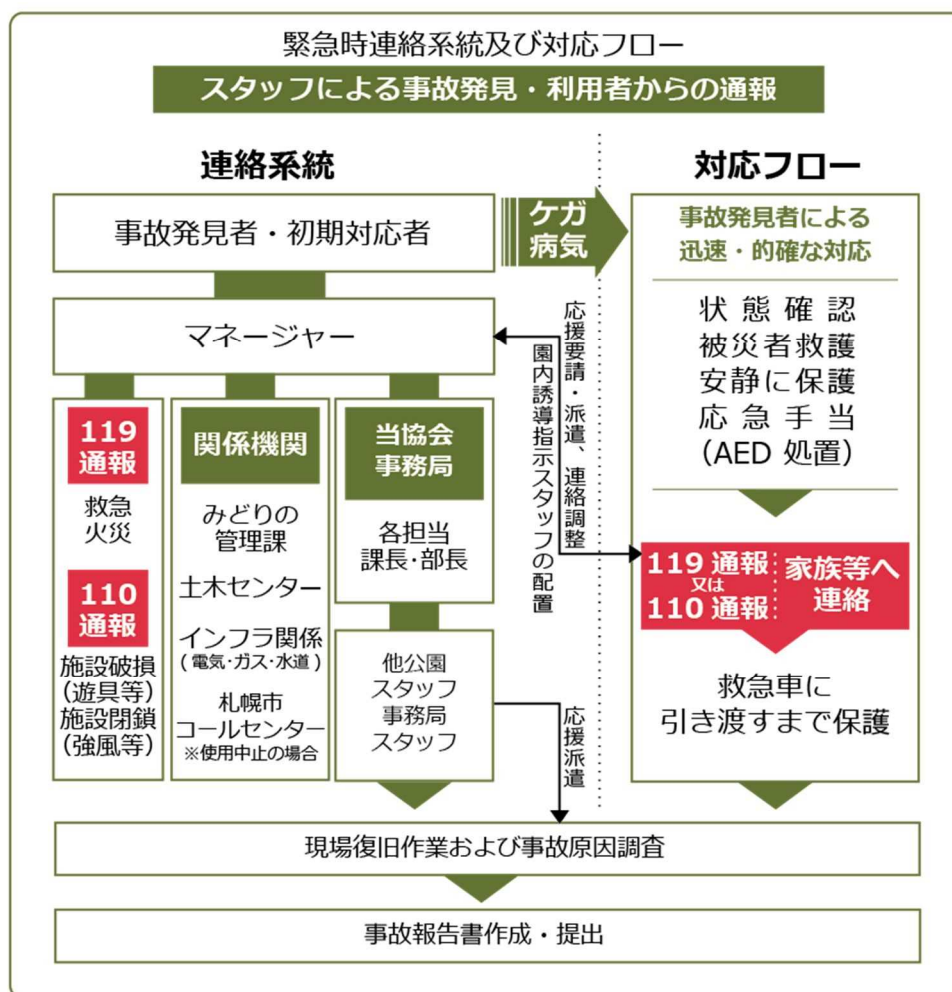 緊急時連絡系統及び対応フロー
スタッフによる事故発見・利用者からの通報
連絡系統
事故発見者・初期対応者
ケガ
病気
マネージャー
119
通報
救急
火災
110
通報
施設破損
(遊具等)
施設閉鎖
(強風等)
関係機関
みどりの
管理課
土木センター
インフラ関係
(電気・ガス・水道)
札幌市
コールセンター
※使用中止の場合
当協会
事務局
各担当
課長・部長
他公園
スタッフ
事務局
スタッフ
応援要請・派遣、連絡調整
園内誘導指示スタッフの配置
応援派遣
対応フロー
事故発見者による
迅速・的確な対応
状態確認
被災者救護
安静に保護
応急手当
(AED 処置)
119 通報
又は
110 通報
家族等へ
連絡
救急車に
引き渡すまで保護
現場復旧作業および事故原因調査
事故報告書作成・提出